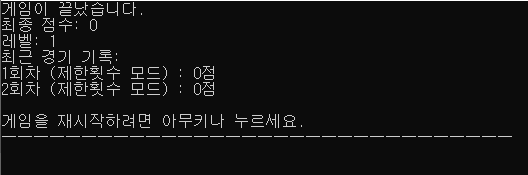 게임이 끝났습니다.
최종 점수: 0
레벨: 1
최근 경기 기록:
1회차 (제한횟수 모드) : 0점
2회차 (제한횟수 모드) : 0점
게임을 재시작하려면 아무키나 누르세요.
ㅡㅡㅡㅡㅡㅡㅡㅡㅡㅡㅡㅡㅡㅡㅡㅡㅡㅡㅡㅡㅡㅡㅡㅡㅡㅡㅡㅡㅡㅡㅡㅡ